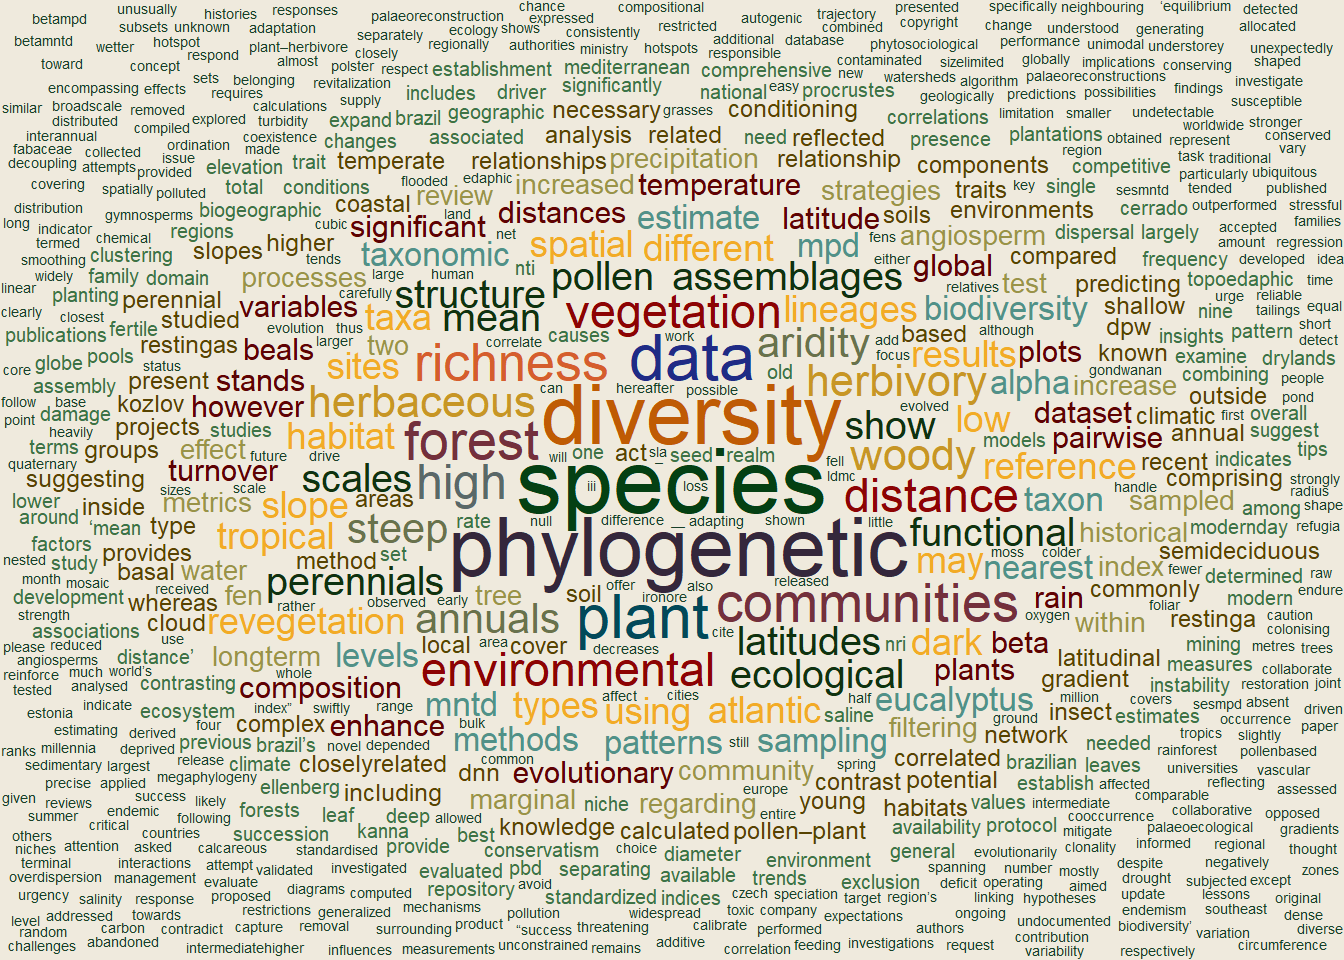 unusually histories responses chance compositional presented specifically neighbouring ‘equilibrium detected
betampd subsets unknown adaptation palaeoreconstruction expressed restricted autogenic trajectory combined copyright change understood generating allocated
betamntd wetter hotspot respond plant–herbivore separately ecology shows consistently additional database phytosociological performance unimodal understorey unexpectedly
toward concept almost closely regionally authorities ministry hotspots responsible contaminated sizelimited globally implications conserving shaped
encompassing effects sets belonging revitalization polster respect establishment mediterranean comprehensive new watersheds algorithm palaeoreconstructions investigate
requires supply includes driver significantly national easy procrustes geologically predictions possibilities findings susceptible
similar broadscale removed calculations expand brazil geographic necessary grasses conditioning correlations limitation smaller undetectable worldwide stronger
distributed compiled explored turbidity
interannual ordination coexistence changes associated analysis related need reflected presence plantations obtained represent conserved
fabaceae collected issue made temperate relationships precipitation relationship components region competitive task traditional vary
decoupling attempts provided elevation trait flooded edaphic increased temperature strategies traits key single particularly ubiquitous
covering spatially polluted total conditions coastal review land distances estimate latitude soils environments sesmntd tended published
distribution gymnosperms biogeographic cubic significant net cerrado outperformed stressful
long indicator regions slopes higher taxonomic spatial different mpd fens angiosperm dispersal largely accepted families
termed chemical clustering tends nti either compared frequency amount regression
smoothing family domain processes large human pollen assemblages global relatives test predicting developed idea
widely planting perennial carefully structure topoedaphic time
linear variables taxa mean vegetation lineages biodiversity shallow urge reliable
clearly closest studied evolution thus nine tailings equal
publications fertile restingas beals larger two correlate causes work data aridity add based although dpw insights pattern short
core globe pools status sites richness old focus results plots known examine drylands detect
assembly present stands herbaceous can hereafter possible herbivory alpha increase gondwanan combining people
follow base kozlov however diversity evolved low dataset outside pond
point damage projects studies habitat forest show climatic first overall
heavily groups effect future drive will one act sla_ seed realm models pairwise annual suggest
terms turnover scales high fell woody reference recent indicates tips
quaternary suggesting sizes scale species iii loss ldmc distance handle comprising strongly
lower inside metrics slope areas taxon sampled among radius
around ‘mean type tropical steep rate null difference __ adapting shown little functional historical modernday shape
factors provides method set phylogenetic may moss colder semideciduous refugia
nested study basal water perennials nearest index fewer determined raw
month mosaic received fen rather observed early tree soil offer ironore also released rain commonly modern endure
development whereas foliar
strength cloud revegetation annuals plant cite communities oxygen within restinga caution
associations use local area cover decreases latitudes nri dark beta mining colonising
please reduced distance’ longterm levels environmental ecological plants latitudinal measures metres trees
angiosperms whole gradient collaborate
reinforce much world’s contrasting composition mntd affect cities half eucalyptus million instability restoration joint
tested analysed index” swiftly range types using atlantic saline insect covers sesmpd absent
estonia indicate ecosystem four complex enhance bulk filtering ground network estimates occurrence driven
estimating derived methods patterns still sampling tropics slightly paper
ranks millennia deprived previous brazil’s novel depended common correlated brazilian needed rainforest pollenbased
sedimentary largest release climate closelyrelated dnn evolutionary community spring contrast potential leaves universities vascular
precise applied megaphylogeny ellenberg including europe establish affected reflecting assessed
given reviews success likely marginal niche regarding entire young habitats values intermediate comparable
summer endemic following forests leaf deep allowed knowledge calculated pollen–plant availability protocol cooccurrence collaborative opposed
others critical countries succession kanna best mitigate palaeoecological gradients
niches attention asked calcareous standardised provide conservatism choice diameter environment general evolutionarily clonality informed regional thought
terminal interactions attempt validated investigated evaluated pbd separating available trends spanning number mostly despite negatively zones
overdispersion management evaluate diagrams computed repository avoid exclusion deficit operating aimed drought subjected except
urgency salinity response proposed standardized indices czech speciation target region’s linking hypotheses update lessons original
level addressed towards restrictions generalized mechanisms pollution widespread toxic company expectations ongoing endemism southeast dense
random carbon contradict capture removal surrounding product “success threatening calibrate performed authors undocumented biodiversity’ variation diverse
challenges abandoned intermediatehigher influences measurements unconstrained remains additive correlation feeding investigations request contribution variability respectively circumference